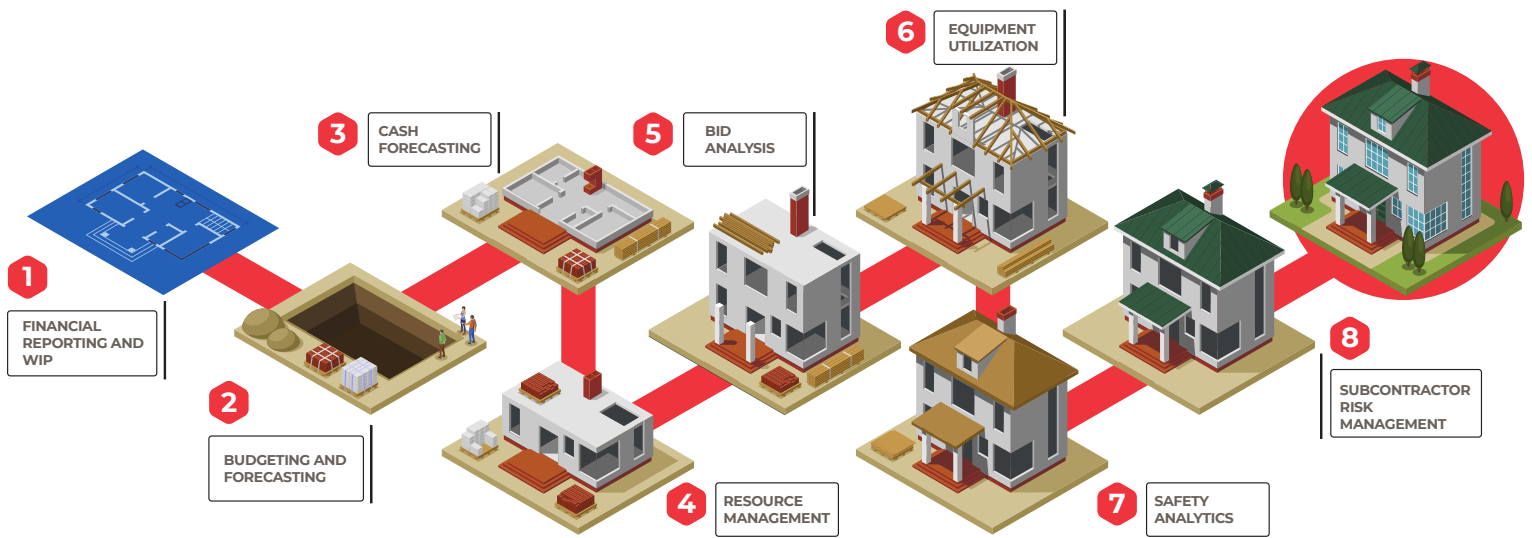 1
FINANCIAL
REPORTING AND
WIP
2
BUDGETING AND
FORECASTING
3
CASH
FORECASTING
4
RESOURCE
MANAGEMENT
5
BID
ANALYSIS
6
EQUIPMENT
UTILIZATION
7
SAFETY
ANALYTICS
8
SUBCONTRACTOR
RISK
MANAGEMENT